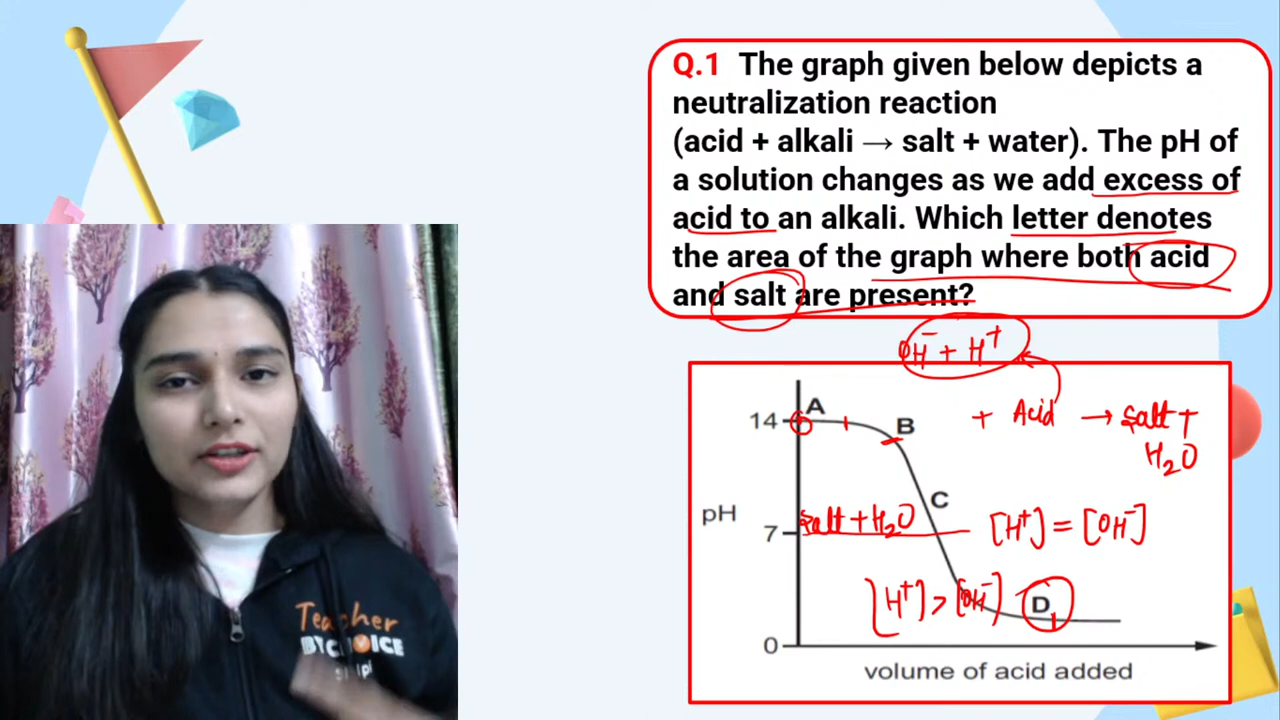 Q.1 The graph given below depicts a
neutralization reaction
(acid + alkali → salt + water). The pH of
a solution changes as we add excess of
acid to an alkali. Which letter denotes
the area of the graph where both acid
and salt are present?
OH⁻ + H⁺
A
14
B
+ Acid → salt +
H₂O
C
pH
salt + H₂O
7
[H⁺] = [OH⁻]
[H⁺] > [OH⁻]
D
0
volume of acid added
Teacher
BY CHOICE